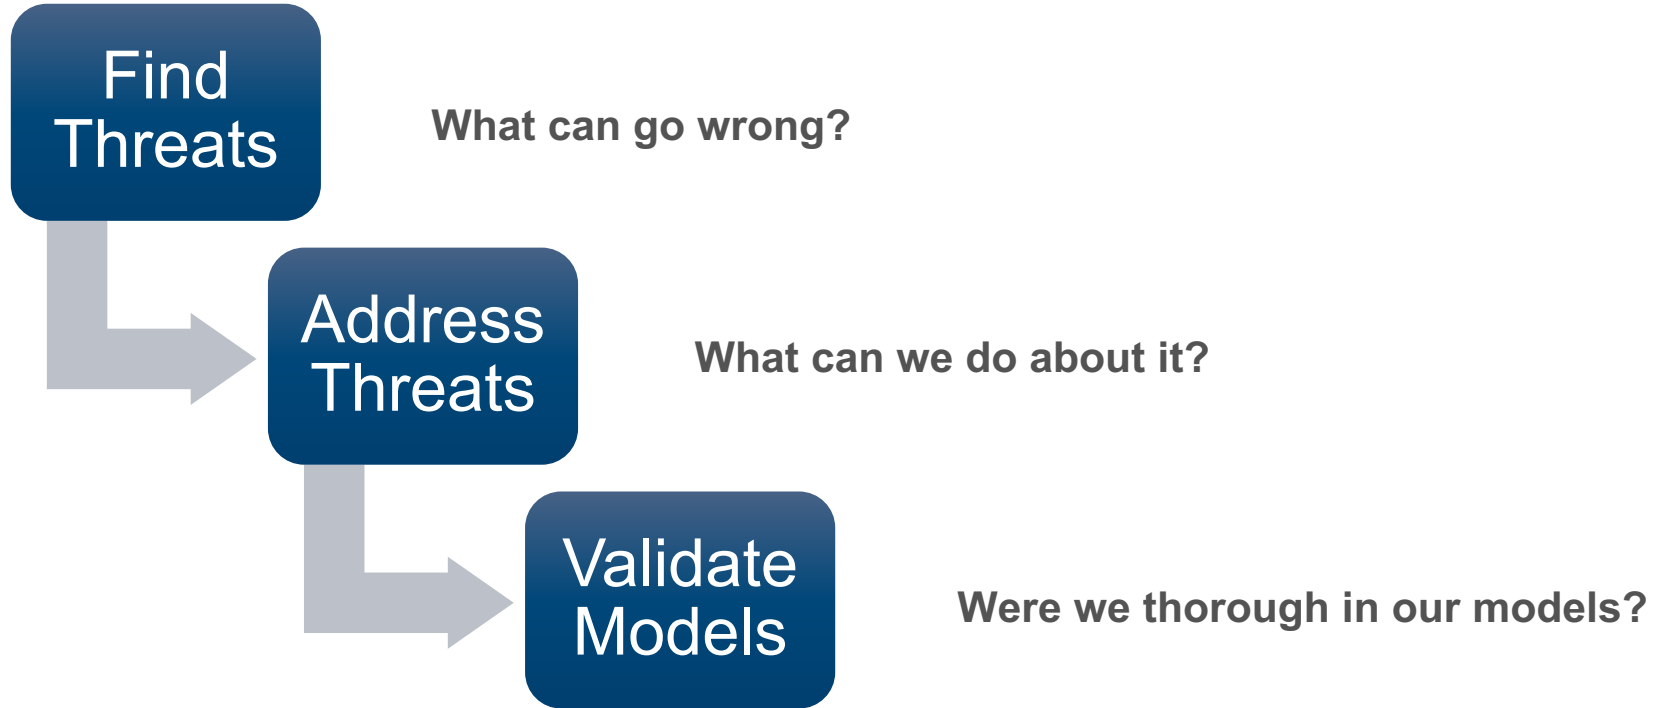 Find
Threats
What can go wrong?
Address
Threats
What can we do about it?
Validate
Models
Were we thorough in our models?